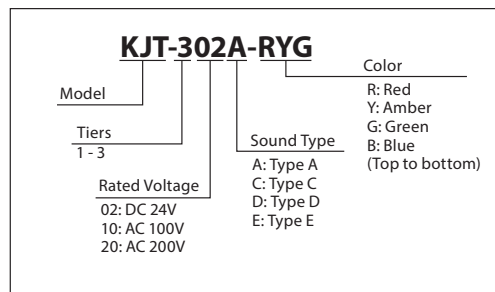 KJT-302A-RYG
Model
Tiers
1 - 3
Rated Voltage
02: DC 24V
10: AC 100V
20: AC 200V
Sound Type
A: Type A
C: Type C
D: Type D
E: Type E
Color
R: Red
Y: Amber
G: Green
B: Blue
(Top to bottom)